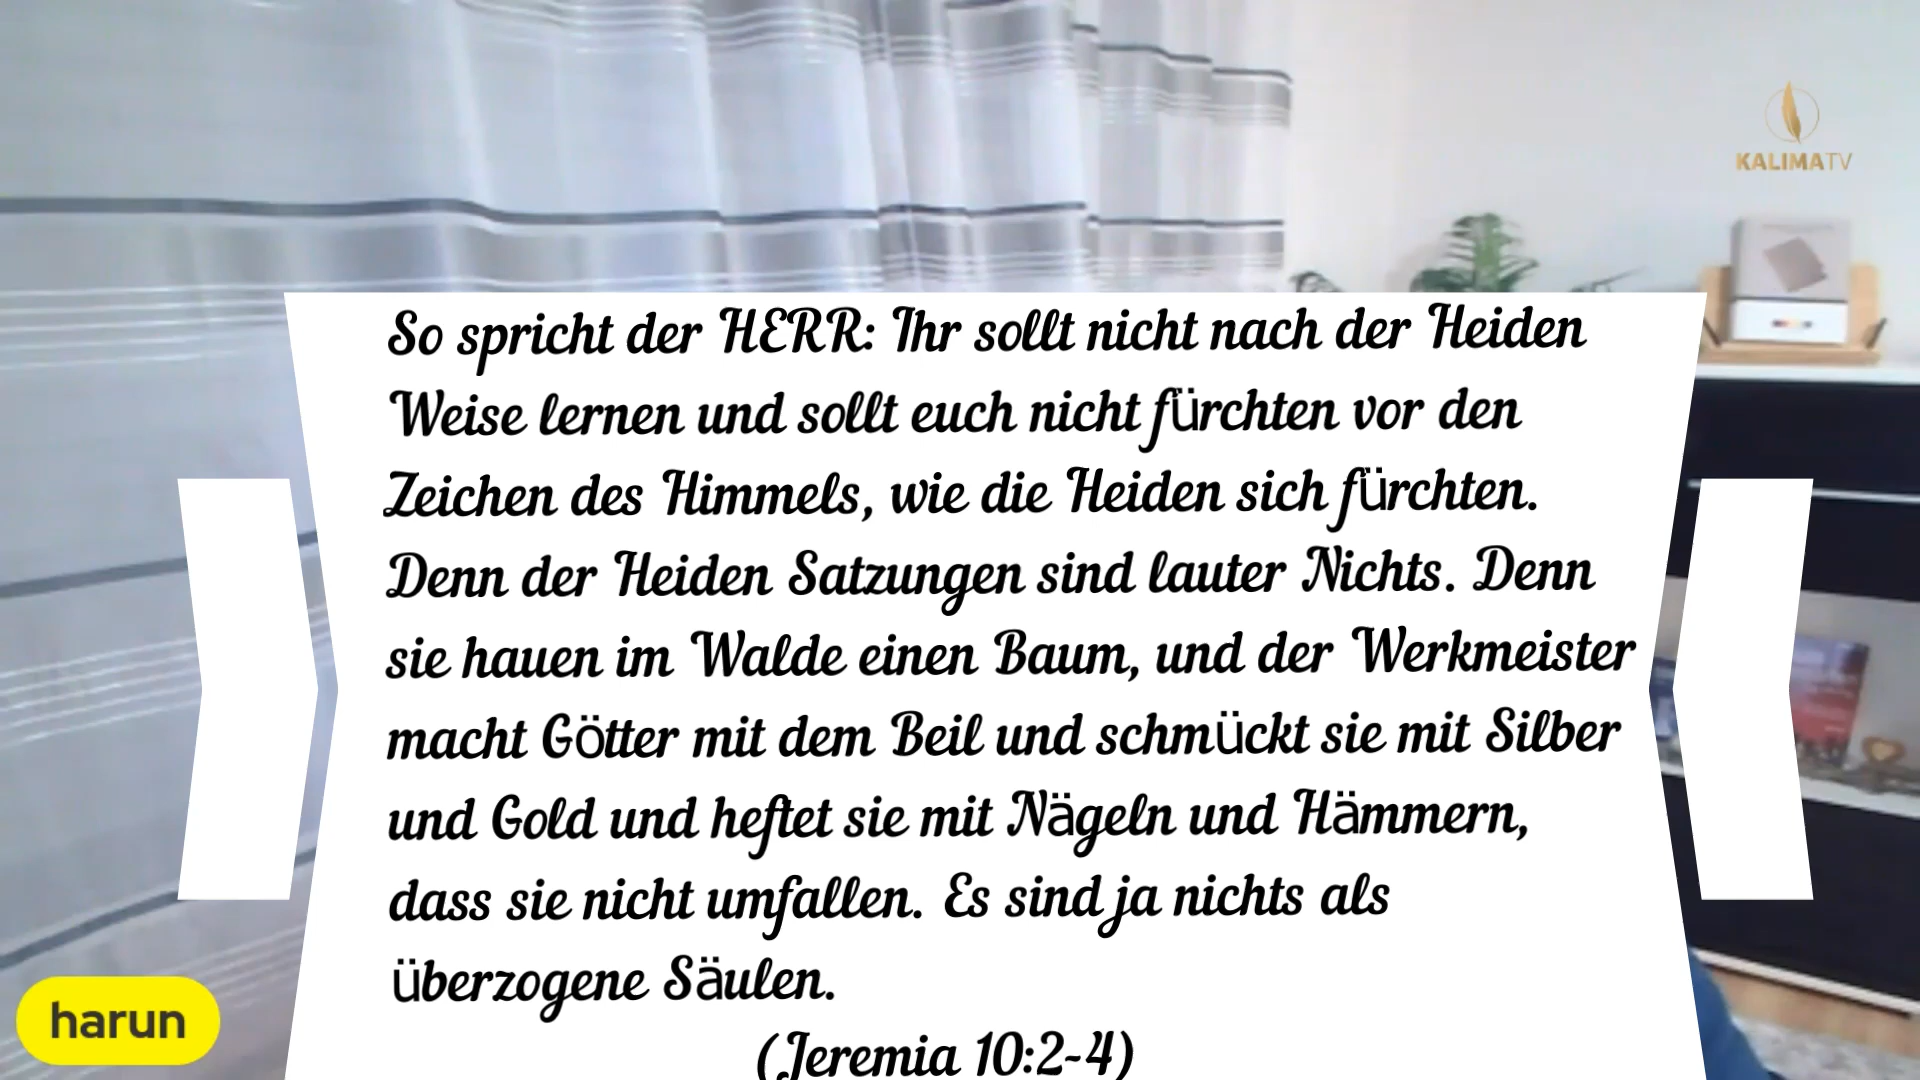 KALIMATV
So spricht der HERR: Ihr sollt nicht nach der Heiden
Weise lernen und sollt euch nicht fürchten vor den
Zeichen des Himmels, wie die Heiden sich fürchten.
Denn der Heiden Satzungen sind lauter Nichts. Denn
sie hauen im Walde einen Baum, und der Werkmeister
macht Götter mit dem Beil und schmückt sie mit Silber
und Gold und heftet sie mit Nägeln und Hämmern,
dass sie nicht umfallen. Es sind ja nichts als
überzogene Säulen.
(Jeremia 10:2-4)
harun